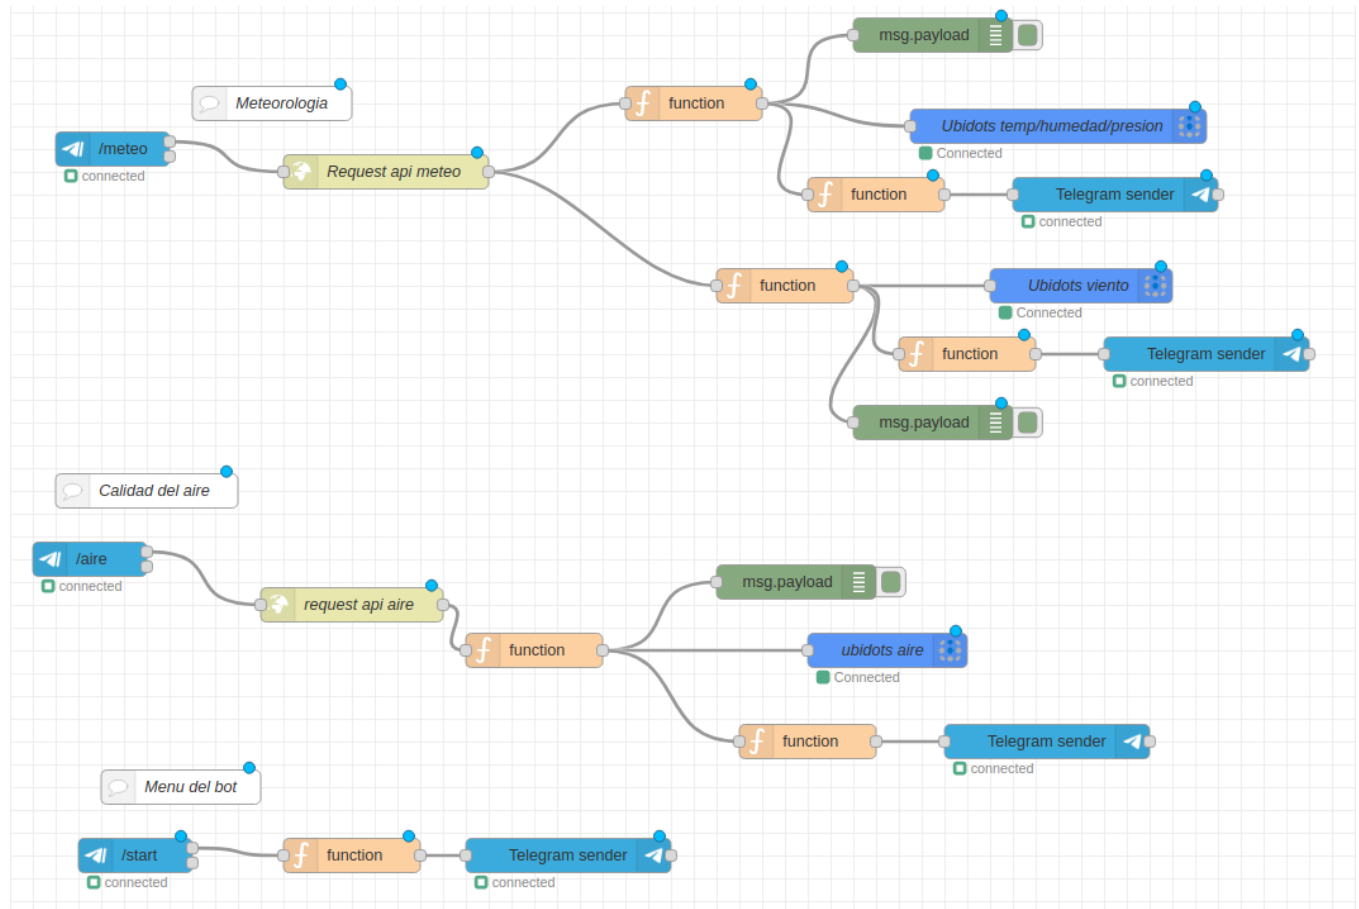 msg.payload
Meteorologia
function
Ubidots temp/humedad/presion
/meteo
Connected
connected
Request api meteo
function
Telegram sender
connected
function
Ubidots viento
Connected
function
Telegram sender
connected
msg.payload
Calidad del aire
/aire
connected
msg.payload
request api aire
function
ubidots aire
Connected
function
Telegram sender
connected
Menu del bot
/start
function
Telegram sender
connected
connected